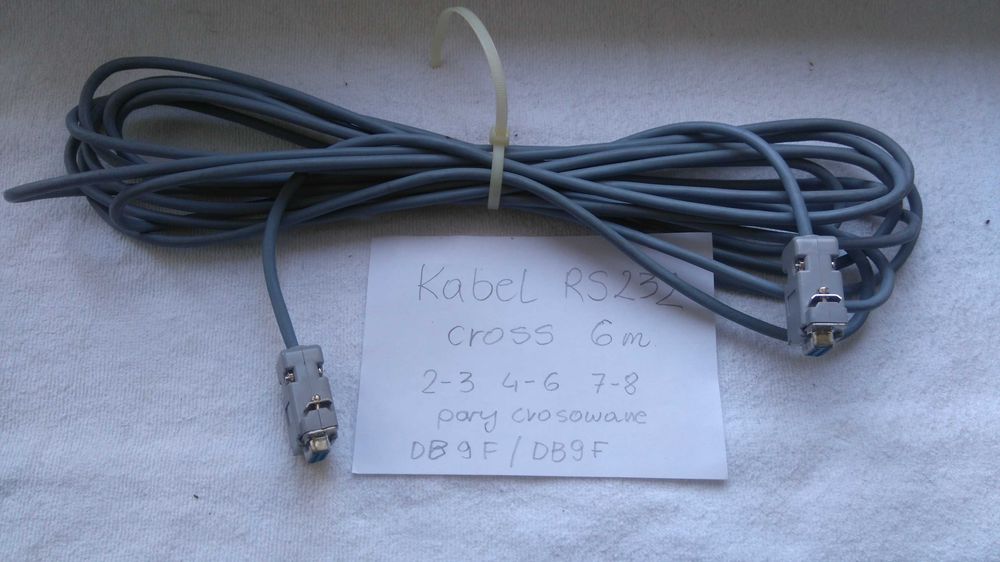 Kabel RS232
cross 6m
2-3 4-6 7-8
pary crosowane
DB9F/DB9F